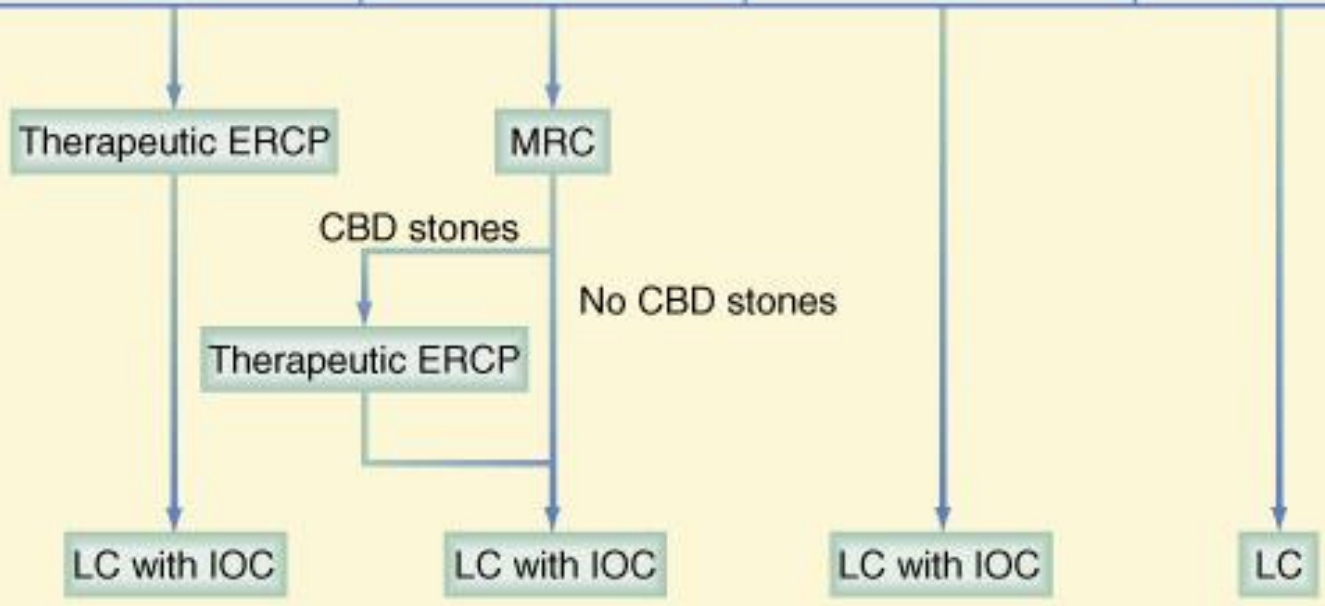 Therapeutic ERCP
MRC
CBD stones
No CBD stones
Therapeutic ERCP
LC with IOC
LC with IOC
LC with IOC
LC